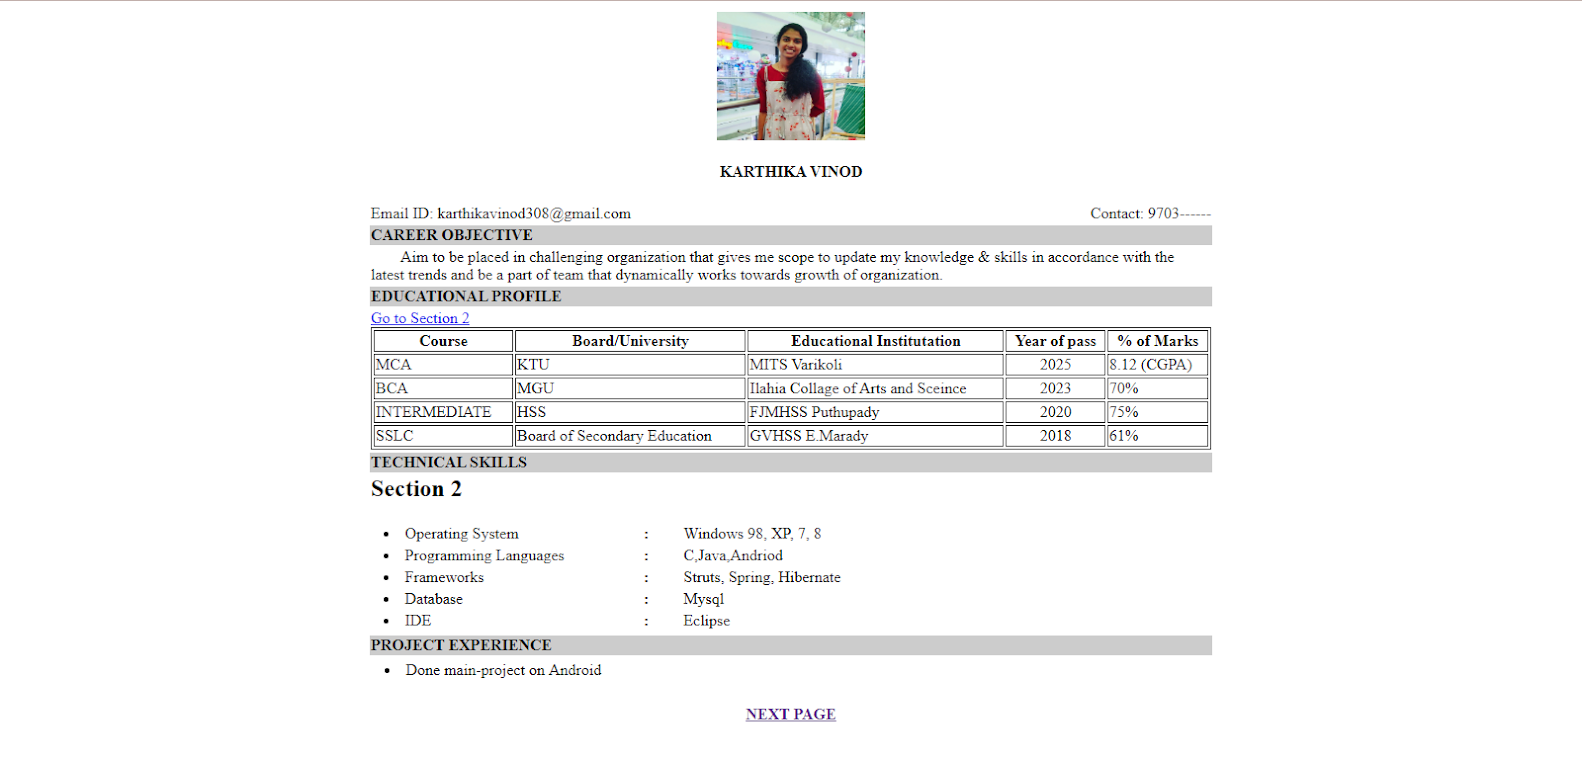 KARTHIKA VINOD
Email ID: karthikavinod308@gmail.com Contact: 9703------
CAREER OBJECTIVE
Aim to be placed in challenging organization that gives me scope to update my knowledge & skills in accordance with the
latest trends and be a part of team that dynamically works towards growth of organization.
EDUCATIONAL PROFILE
Go to Section 2
Course Board/University Educational Institutation Year of pass % of Marks
MCA KTU MITS Varikoli 2025 8.12 (CGPA)
BCA MGU Ilahia Collage of Arts and Sceince 2023 70%
INTERMEDIATE HSS FJMHSS Puthupady 2020 75%
SSLC Board of Secondary Education GVHSS E.Marady 2018 61%
TECHNICAL SKILLS
Section 2
• Operating System : Windows 98, XP, 7, 8
• Programming Languages : C,Java,Andriod
• Frameworks : Struts, Spring, Hibernate
• Database : Mysql
• IDE : Eclipse
PROJECT EXPERIENCE
• Done main-project on Android
NEXT PAGE